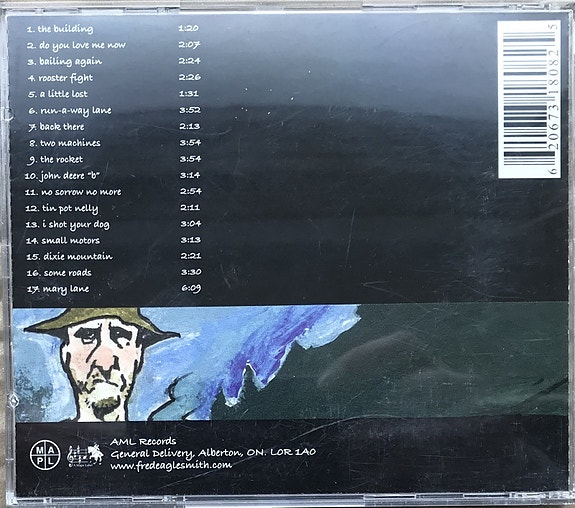 1. the building 1:20
2. do you love me now 2:07
3. bailing again 2:24
4. rooster fight 2:26
5. a little lost 1:31
6. run-a-way lane 3:52
7. back there 2:13
8. two machines 3:54
9. the rocket 3:54
10. john deere "b" 3:14
11. no sorrow no more 2:54
12. tin pot nelly 2:11
13. i shot your dog 3:04
14. small motors 3:13
15. dixie mountain 2:21
16. some roads 3:30
17. mary lane 6:09
6 20673 18082 5
M A
P L
AML Records
General Delivery, Alberton, ON. LOR 1AO
www.fredeaglesmith.com